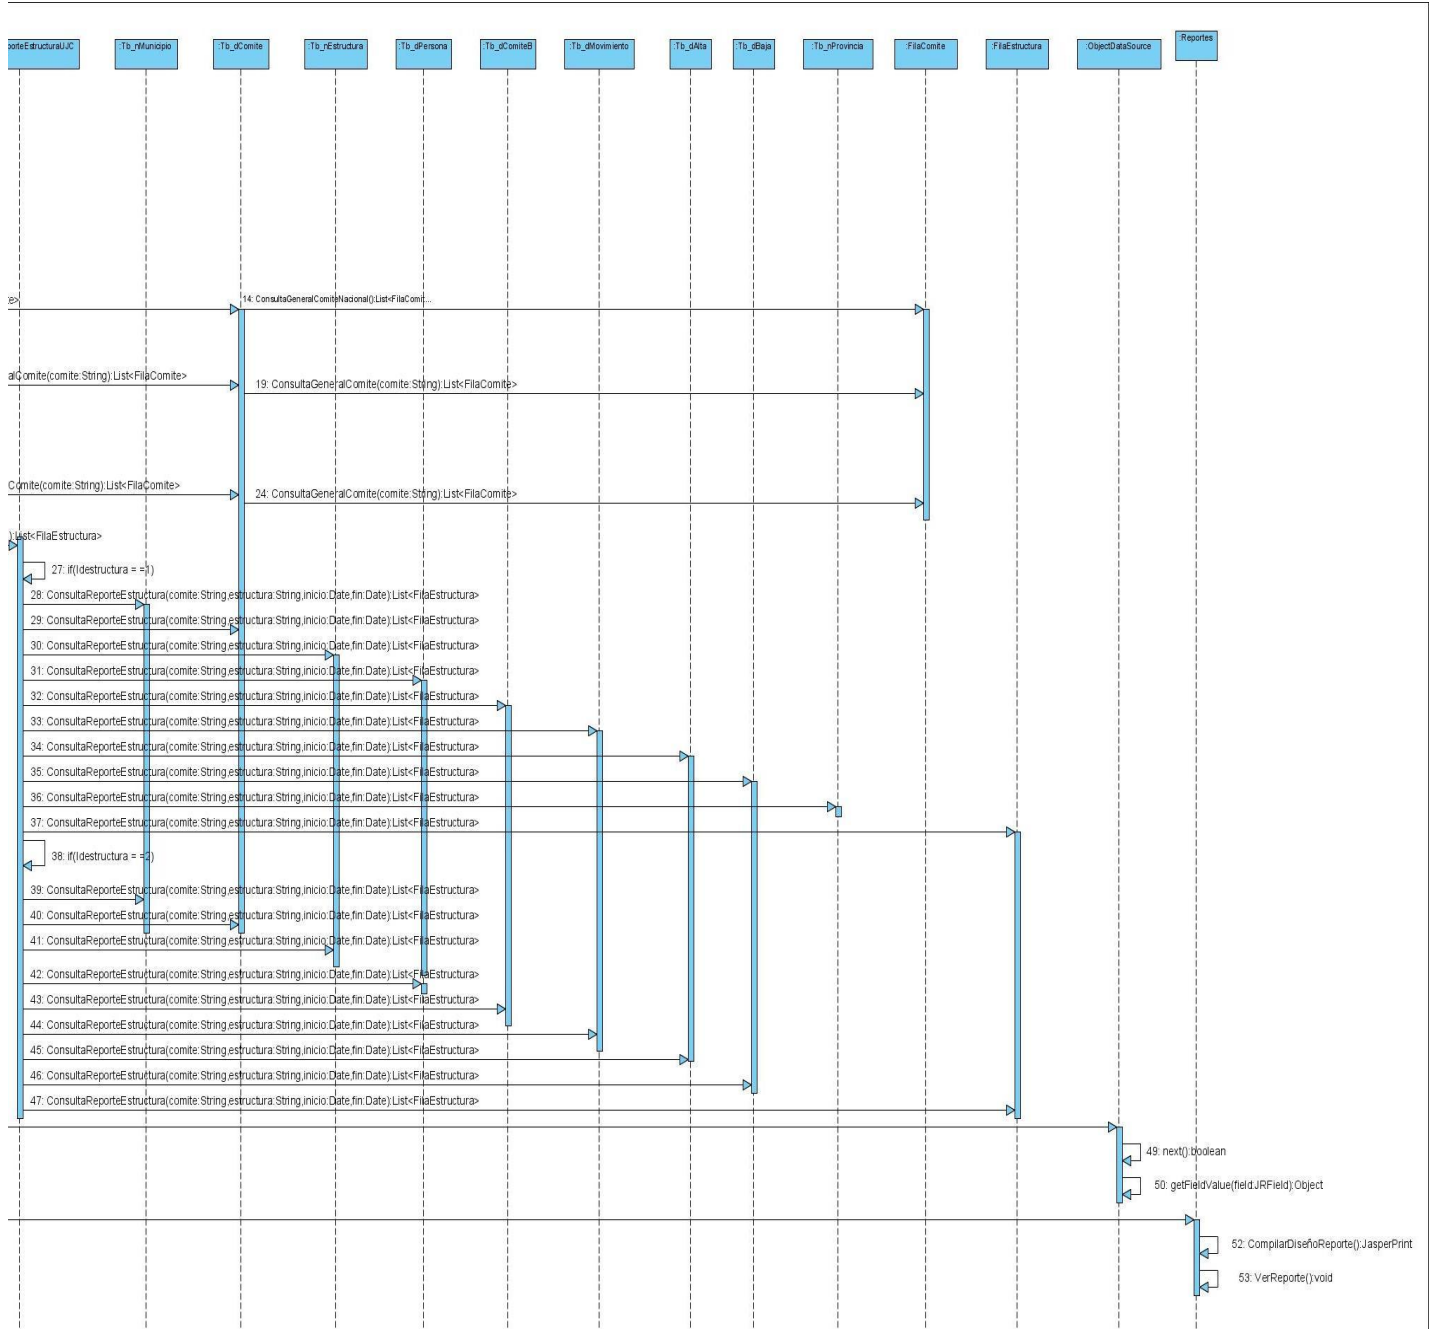 porteEstructuraUJC
:Tb_nMunicipio
:Tb_dComite
:Tb_nEstructura
:Tb_dPersona
:Tb_dComiteB
:Tb_dMovimiento
:Tb_dAlta
:Tb_dBaja
:Tb_nProvincia
:FilaComite
:FilaEstructura
:ObjectDataSource
:Reportes
te>
14: ConsultaGeneralComiteNacional():List<FilaComit...
alComite(comite:String):List<FilaComite>
19: ConsultaGeneralComite(comite:String):List<FilaComite>
Comite(comite:String):List<FilaComite>
24: ConsultaGeneralComite(comite:String):List<FilaComite>
):List<FilaEstructura>
27: if(Idestructura = =1)
28: ConsultaReporteEstructura(comite:String,estructura:String,inicio:Date,fin:Date):List<FilaEstructura>
29: ConsultaReporteEstructura(comite:String,estructura:String,inicio:Date,fin:Date):List<FilaEstructura>
30: ConsultaReporteEstructura(comite:String,estructura:String,inicio:Date,fin:Date):List<FilaEstructura>
31: ConsultaReporteEstructura(comite:String,estructura:String,inicio:Date,fin:Date):List<FilaEstructura>
32: ConsultaReporteEstructura(comite:String,estructura:String,inicio:Date,fin:Date):List<FilaEstructura>
33: ConsultaReporteEstructura(comite:String,estructura:String,inicio:Date,fin:Date):List<FilaEstructura>
34: ConsultaReporteEstructura(comite:String,estructura:String,inicio:Date,fin:Date):List<FilaEstructura>
35: ConsultaReporteEstructura(comite:String,estructura:String,inicio:Date,fin:Date):List<FilaEstructura>
36: ConsultaReporteEstructura(comite:String,estructura:String,inicio:Date,fin:Date):List<FilaEstructura>
37: ConsultaReporteEstructura(comite:String,estructura:String,inicio:Date,fin:Date):List<FilaEstructura>
38: if(Idestructura = =2)
39: ConsultaReporteEstructura(comite:String,estructura:String,inicio:Date,fin:Date):List<FilaEstructura>
40: ConsultaReporteEstructura(comite:String,estructura:String,inicio:Date,fin:Date):List<FilaEstructura>
41: ConsultaReporteEstructura(comite:String,estructura:String,inicio:Date,fin:Date):List<FilaEstructura>
42: ConsultaReporteEstructura(comite:String,estructura:String,inicio:Date,fin:Date):List<FilaEstructura>
43: ConsultaReporteEstructura(comite:String,estructura:String,inicio:Date,fin:Date):List<FilaEstructura>
44: ConsultaReporteEstructura(comite:String,estructura:String,inicio:Date,fin:Date):List<FilaEstructura>
45: ConsultaReporteEstructura(comite:String,estructura:String,inicio:Date,fin:Date):List<FilaEstructura>
46: ConsultaReporteEstructura(comite:String,estructura:String,inicio:Date,fin:Date):List<FilaEstructura>
47: ConsultaReporteEstructura(comite:String,estructura:String,inicio:Date,fin:Date):List<FilaEstructura>
49: next():boolean
50: getFieldValue(field:JRField):Object
52: CompilarDiseñoReporte():JasperPrint
53: VerReporte():void